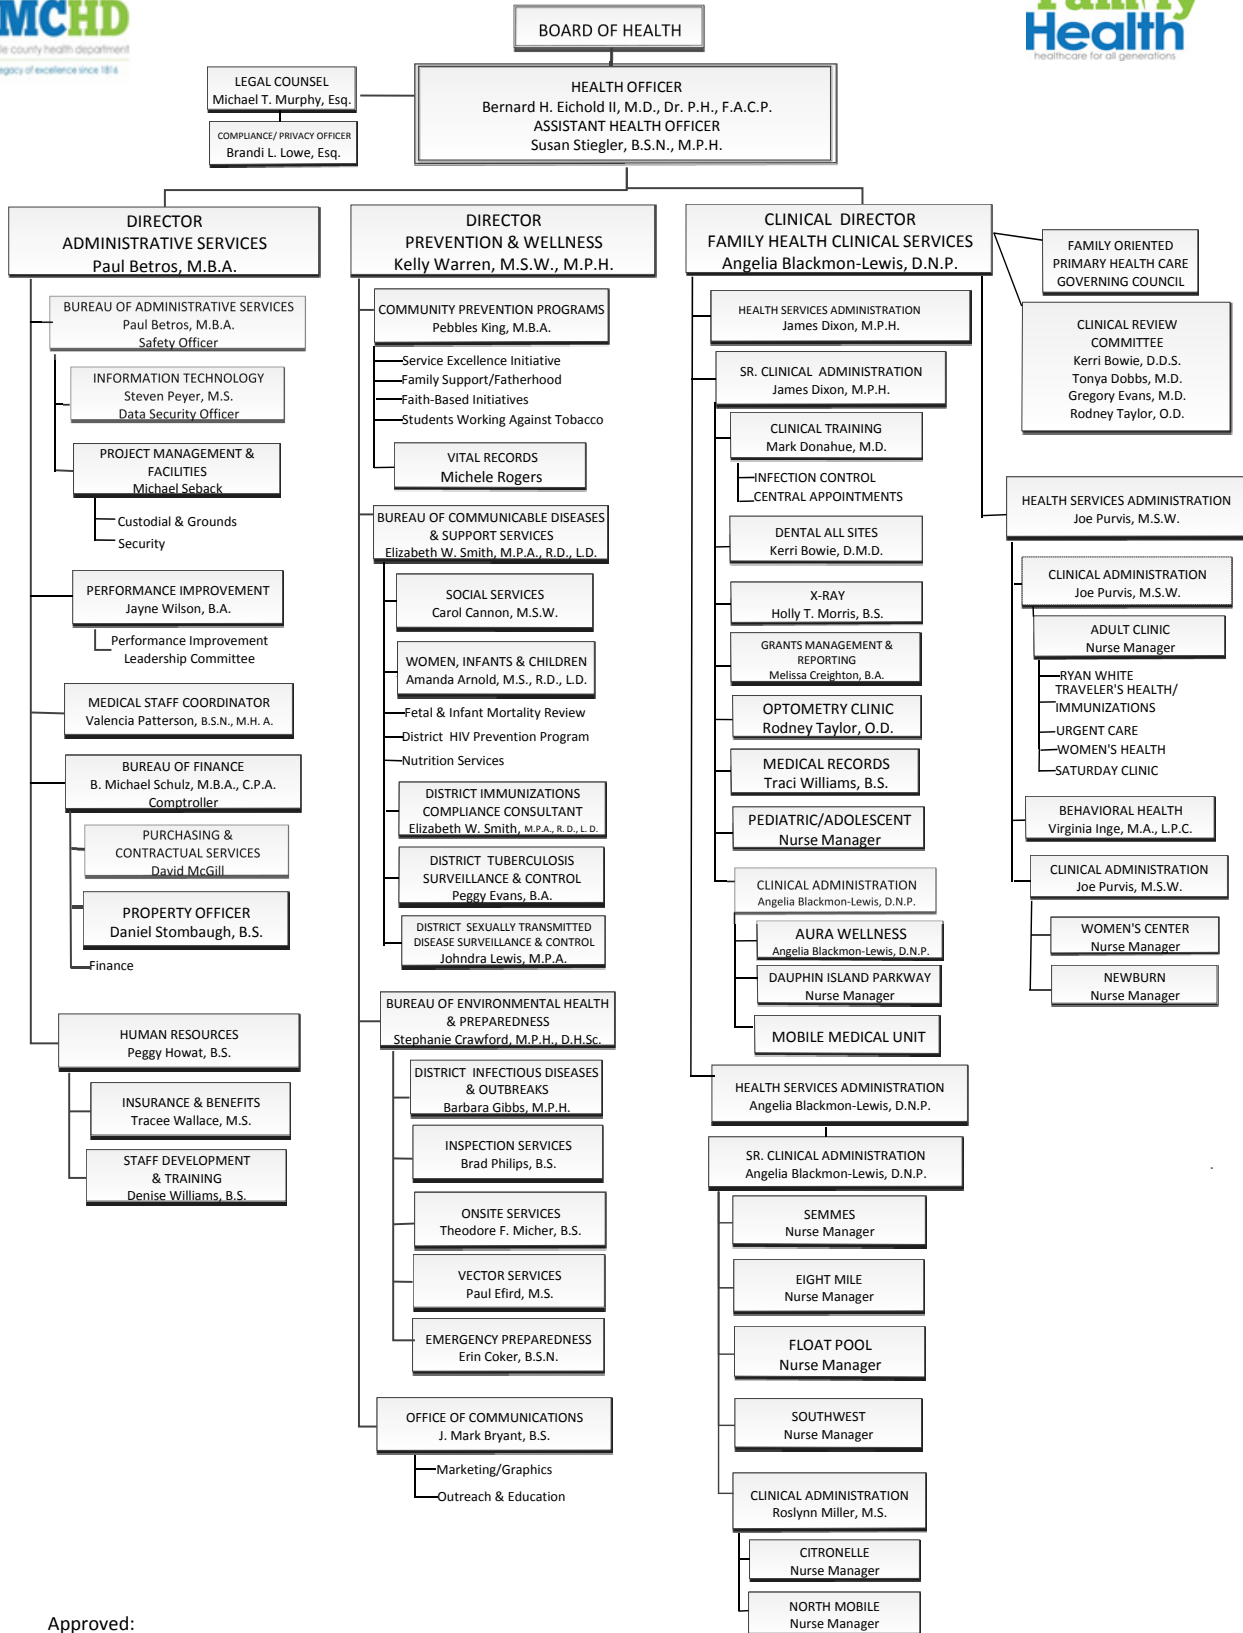 MCHD
county health department
legacy of excellence since 1816
Family
Health
healthcare for all generations
BOARD OF HEALTH
LEGAL COUNSEL
Michael T. Murphy, Esq.
COMPLIANCE/ PRIVACY OFFICER
Brandi L. Lowe, Esq.
HEALTH OFFICER
Bernard H. Eichold II, M.D., Dr. P.H., F.A.C.P.
ASSISTANT HEALTH OFFICER
Susan Stiegler, B.S.N., M.P.H.
DIRECTOR
ADMINISTRATIVE SERVICES
Paul Betros, M.B.A.
BUREAU OF ADMINISTRATIVE SERVICES
Paul Betros, M.B.A.
Safety Officer
INFORMATION TECHNOLOGY
Steven Peyer, M.S.
Data Security Officer
PROJECT MANAGEMENT &
FACILITIES
Michael Seback
Custodial & Grounds
Security
PERFORMANCE IMPROVEMENT
Jayne Wilson, B.A.
Performance Improvement
Leadership Committee
MEDICAL STAFF COORDINATOR
Valencia Patterson, B.S.N., M.H. A.
BUREAU OF FINANCE
B. Michael Schulz, M.B.A., C.P.A.
Comptroller
PURCHASING &
CONTRACTUAL SERVICES
David McGill
PROPERTY OFFICER
Daniel Stombaugh, B.S.
Finance
HUMAN RESOURCES
Peggy Howat, B.S.
INSURANCE & BENEFITS
Tracee Wallace, M.S.
STAFF DEVELOPMENT
& TRAINING
Denise Williams, B.S.
DIRECTOR
PREVENTION & WELLNESS
Kelly Warren, M.S.W., M.P.H.
COMMUNITY PREVENTION PROGRAMS
Pebbles King, M.B.A.
Service Excellence Initiative
Family Support/Fatherhood
Faith-Based Initiatives
Students Working Against Tobacco
VITAL RECORDS
Michele Rogers
BUREAU OF COMMUNICABLE DISEASES
& SUPPORT SERVICES
Elizabeth W. Smith, M.P.A., R.D., L.D.
SOCIAL SERVICES
Carol Cannon, M.S.W.
WOMEN, INFANTS & CHILDREN
Amanda Arnold, M.S., R.D., L.D.
Fetal & Infant Mortality Review
District HIV Prevention Program
Nutrition Services
DISTRICT IMMUNIZATIONS
COMPLIANCE CONSULTANT
Elizabeth W. Smith, M.P.A., R. D., L. D.
DISTRICT TUBERCULOSIS
SURVEILLANCE & CONTROL
Peggy Evans, B.A.
DISTRICT SEXUALLY TRANSMITTED
DISEASE SURVEILLANCE & CONTROL
Johndra Lewis, M.P.A.
BUREAU OF ENVIRONMENTAL HEALTH
& PREPAREDNESS
Stephanie Crawford, M.P.H., D.H.Sc.
DISTRICT INFECTIOUS DISEASES
& OUTBREAKS
Barbara Gibbs, M.P.H.
INSPECTION SERVICES
Brad Philips, B.S.
ONSITE SERVICES
Theodore F. Micher, B.S.
VECTOR SERVICES
Paul Efird, M.S.
EMERGENCY PREPAREDNESS
Erin Coker, B.S.N.
OFFICE OF COMMUNICATIONS
J. Mark Bryant, B.S.
Marketing/Graphics
Outreach & Education
CLINICAL DIRECTOR
FAMILY HEALTH CLINICAL SERVICES
Angelia Blackmon-Lewis, D.N.P.
HEALTH SERVICES ADMINISTRATION
James Dixon, M.P.H.
SR. CLINICAL ADMINISTRATION
James Dixon, M.P.H.
CLINICAL TRAINING
Mark Donahue, M.D.
INFECTION CONTROL
CENTRAL APPOINTMENTS
DENTAL ALL SITES
Kerri Bowie, D.M.D.
X-RAY
Holly T. Morris, B.S.
GRANTS MANAGEMENT &
REPORTING
Melissa Creighton, B.A.
OPTOMETRY CLINIC
Rodney Taylor, O.D.
MEDICAL RECORDS
Traci Williams, B.S.
PEDIATRIC/ADOLESCENT
Nurse Manager
CLINICAL ADMINISTRATION
Angelia Blackmon-Lewis, D.N.P.
AURA WELLNESS
Angelia Blackmon-Lewis, D.N.P.
DAUPHIN ISLAND PARKWAY
Nurse Manager
MOBILE MEDICAL UNIT
HEALTH SERVICES ADMINISTRATION
Angelia Blackmon-Lewis, D.N.P.
SR. CLINICAL ADMINISTRATION
Angelia Blackmon-Lewis, D.N.P.
SEMMES
Nurse Manager
EIGHT MILE
Nurse Manager
FLOAT POOL
Nurse Manager
SOUTHWEST
Nurse Manager
CLINICAL ADMINISTRATION
Roslynn Miller, M.S.
CITRONELLE
Nurse Manager
NORTH MOBILE
Nurse Manager
FAMILY ORIENTED
PRIMARY HEALTH CARE
GOVERNING COUNCIL
CLINICAL REVIEW
COMMITTEE
Kerri Bowie, D.D.S.
Tonya Dobbs, M.D.
Gregory Evans, M.D.
Rodney Taylor, O.D.
HEALTH SERVICES ADMINISTRATION
Joe Purvis, M.S.W.
CLINICAL ADMINISTRATION
Joe Purvis, M.S.W.
ADULT CLINIC
Nurse Manager
RYAN WHITE
TRAVELER'S HEALTH/
IMMUNIZATIONS
URGENT CARE
WOMEN'S HEALTH
SATURDAY CLINIC
BEHAVIORAL HEALTH
Virginia Inge, M.A., L.P.C.
CLINICAL ADMINISTRATION
Joe Purvis, M.S.W.
WOMEN'S CENTER
Nurse Manager
NEWBURN
Nurse Manager
Approved: